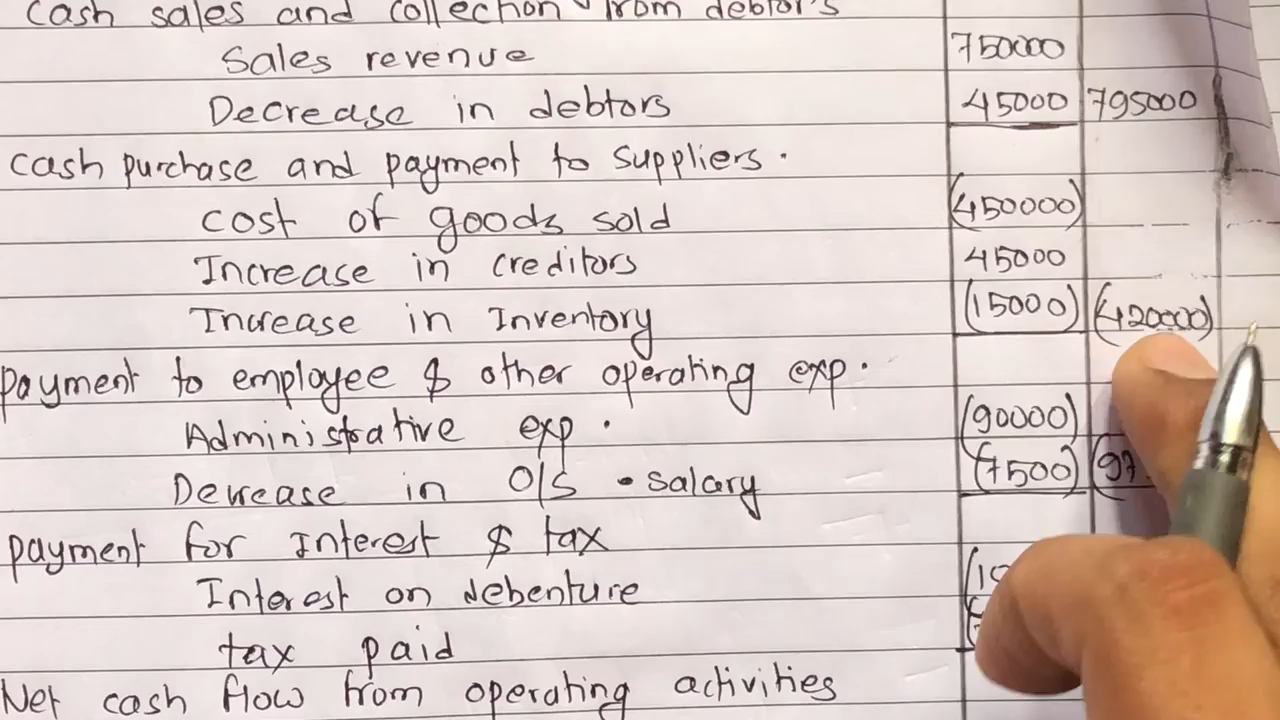 Cash sales and collection from debtors
Sales revenue 750000
Decrease in debtors 45000 795000
cash purchase and payment to suppliers.
cost of goods sold (450000)
Increase in creditors 45000
Increase in Inventory (15000) (420000)
payment to employee $ other operating exp.
Administrative exp. (90000)
Decrease in O/S salary (7500) (97
payment for Interest $ tax
Interest on debenture
tax paid
Net cash flow from operating activities